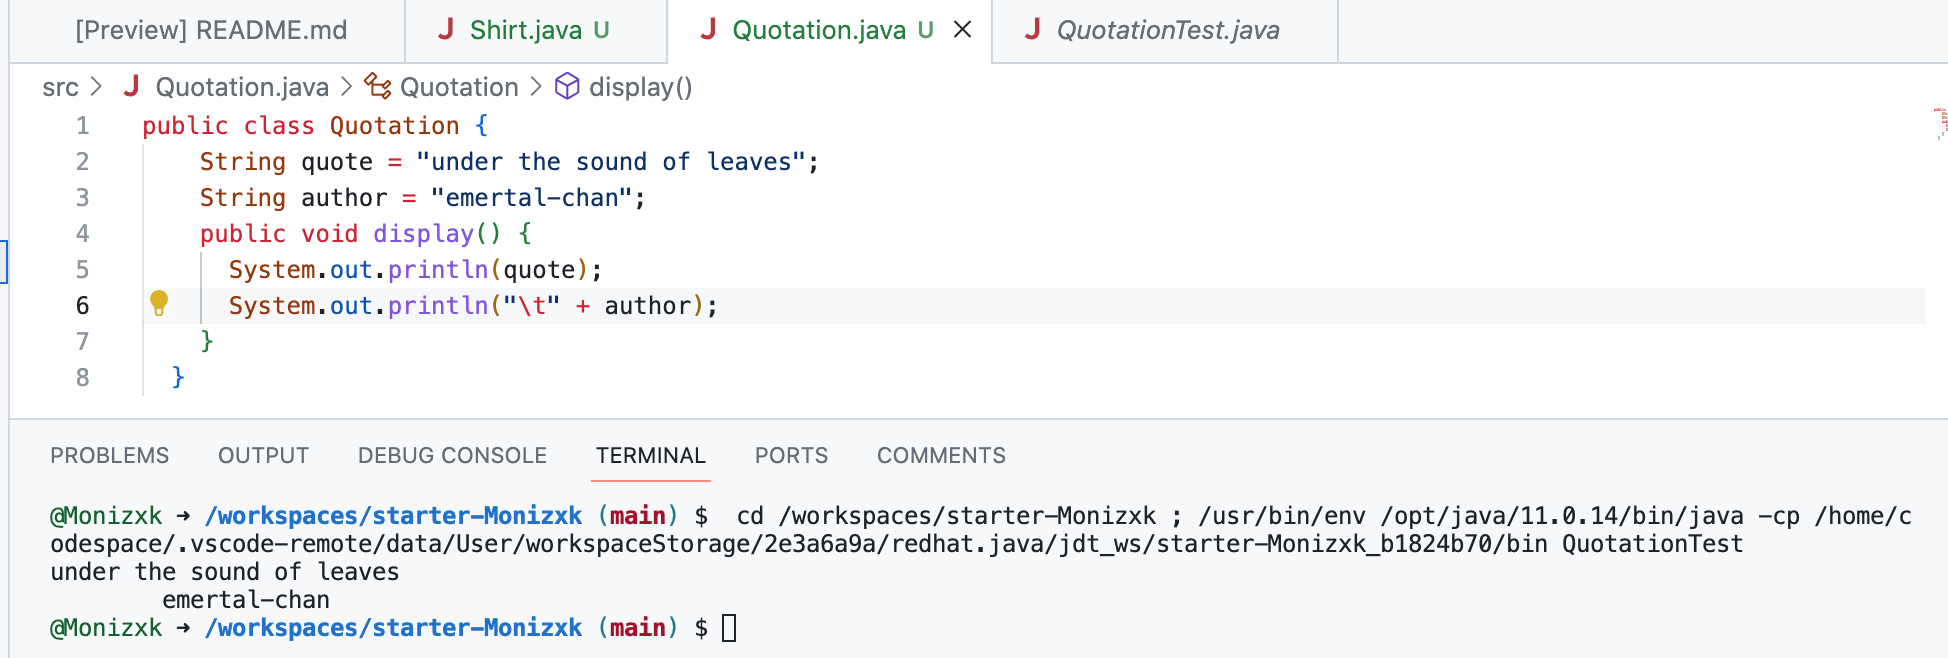 [Preview] README.md J Shirt.java U J Quotation.java U J QuotationTest.java
src > J Quotation.java > Quotation > display()
1 public class Quotation {
2 String quote = "under the sound of leaves";
3 String author = "emertal-chan";
4 public void display() {
5 System.out.println(quote);
6 System.out.println("\t" + author);
7 }
8 }
PROBLEMS OUTPUT DEBUG CONSOLE TERMINAL PORTS COMMENTS
@Monizxk → /workspaces/starter-Monizxk (main) $ cd /workspaces/starter-Monizxk ; /usr/bin/env /opt/java/11.0.14/bin/java -cp /home/c
odespace/.vscode-remote/data/User/workspaceStorage/2e3a6a9a/redhat.java/jdt_ws/starter-Monizxk_b1824b70/bin QuotationTest
under the sound of leaves
emertal-chan
@Monizxk → /workspaces/starter-Monizxk (main) $